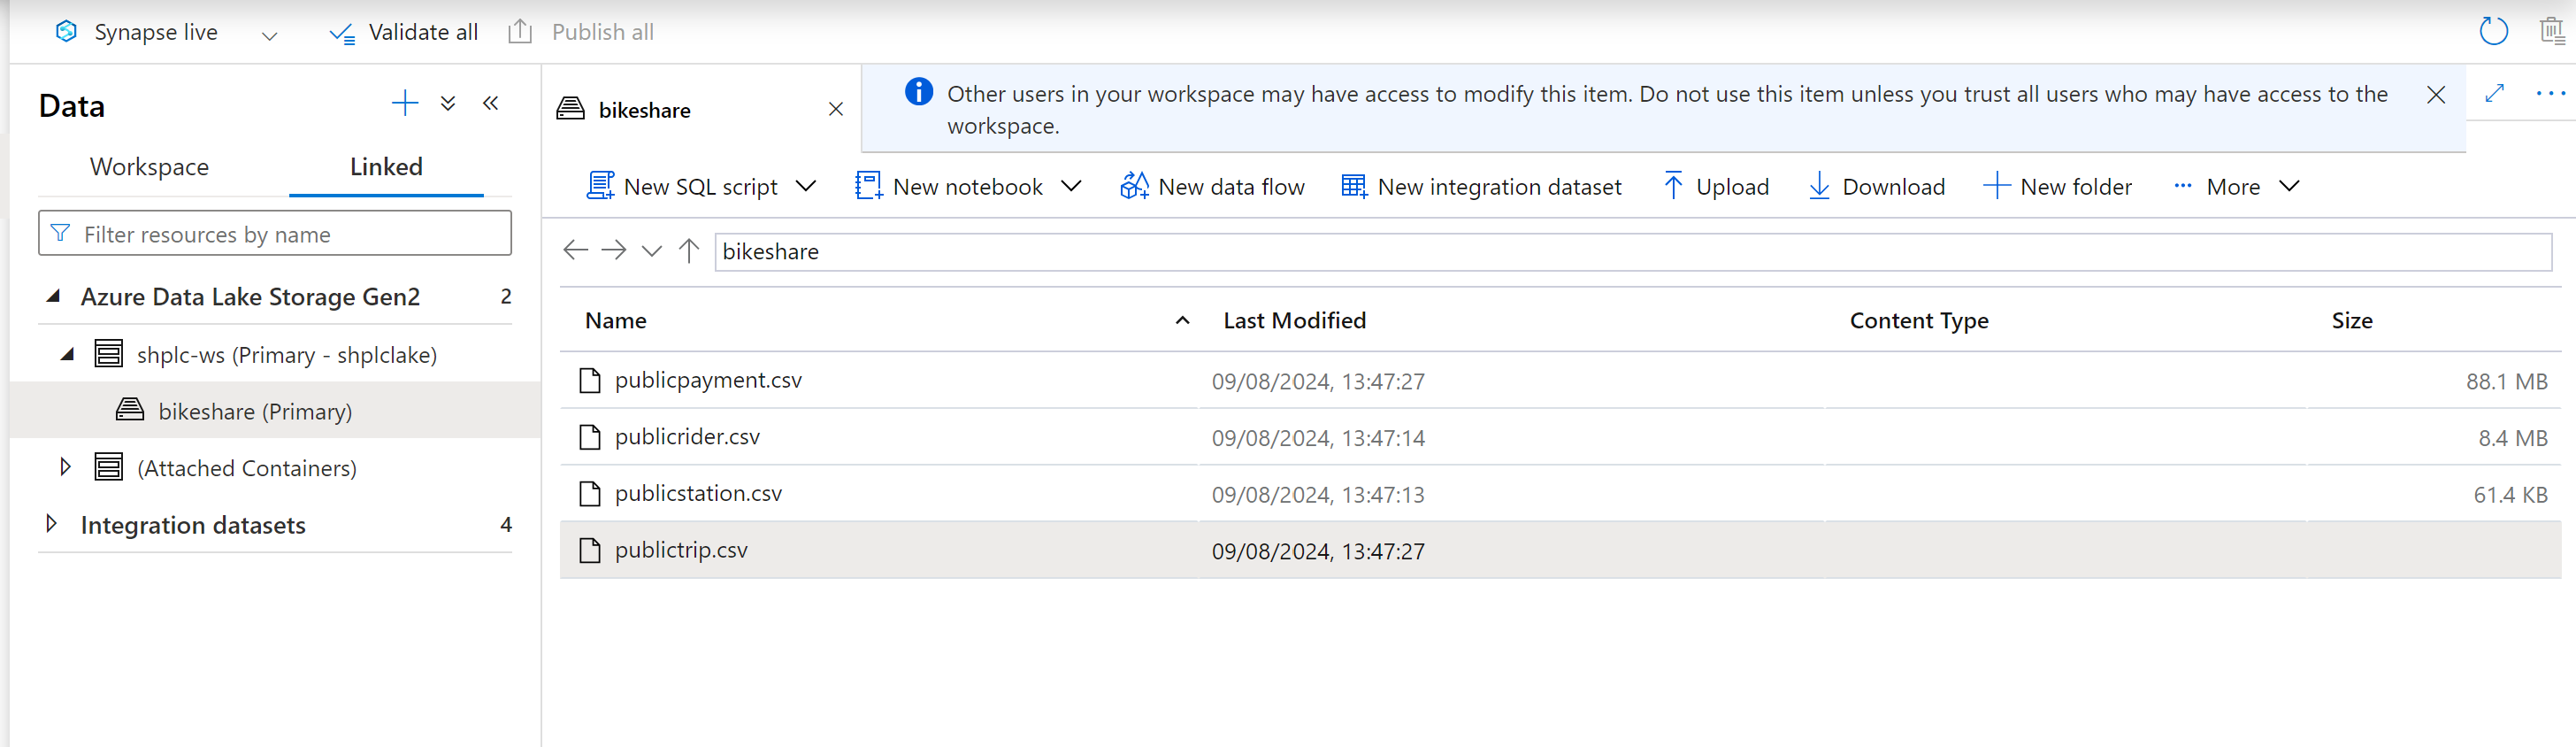 Synapse live
Validate all
Publish all
Data
Workspace
Linked
Filter resources by name
Azure Data Lake Storage Gen2
2
shplc-ws (Primary - shplclake)
bikeshare (Primary)
(Attached Containers)
Integration datasets
4
bikeshare
Other users in your workspace may have access to modify this item. Do not use this item unless you trust all users who may have access to the
workspace.
New SQL script
New notebook
New data flow
New integration dataset
Upload
Download
New folder
More
bikeshare
Name
Last Modified
Content Type
Size
publicpayment.csv
09/08/2024, 13:47:27
88.1 MB
publicrider.csv
09/08/2024, 13:47:14
8.4 MB
publicstation.csv
09/08/2024, 13:47:13
61.4 KB
publictrip.csv
09/08/2024, 13:47:27